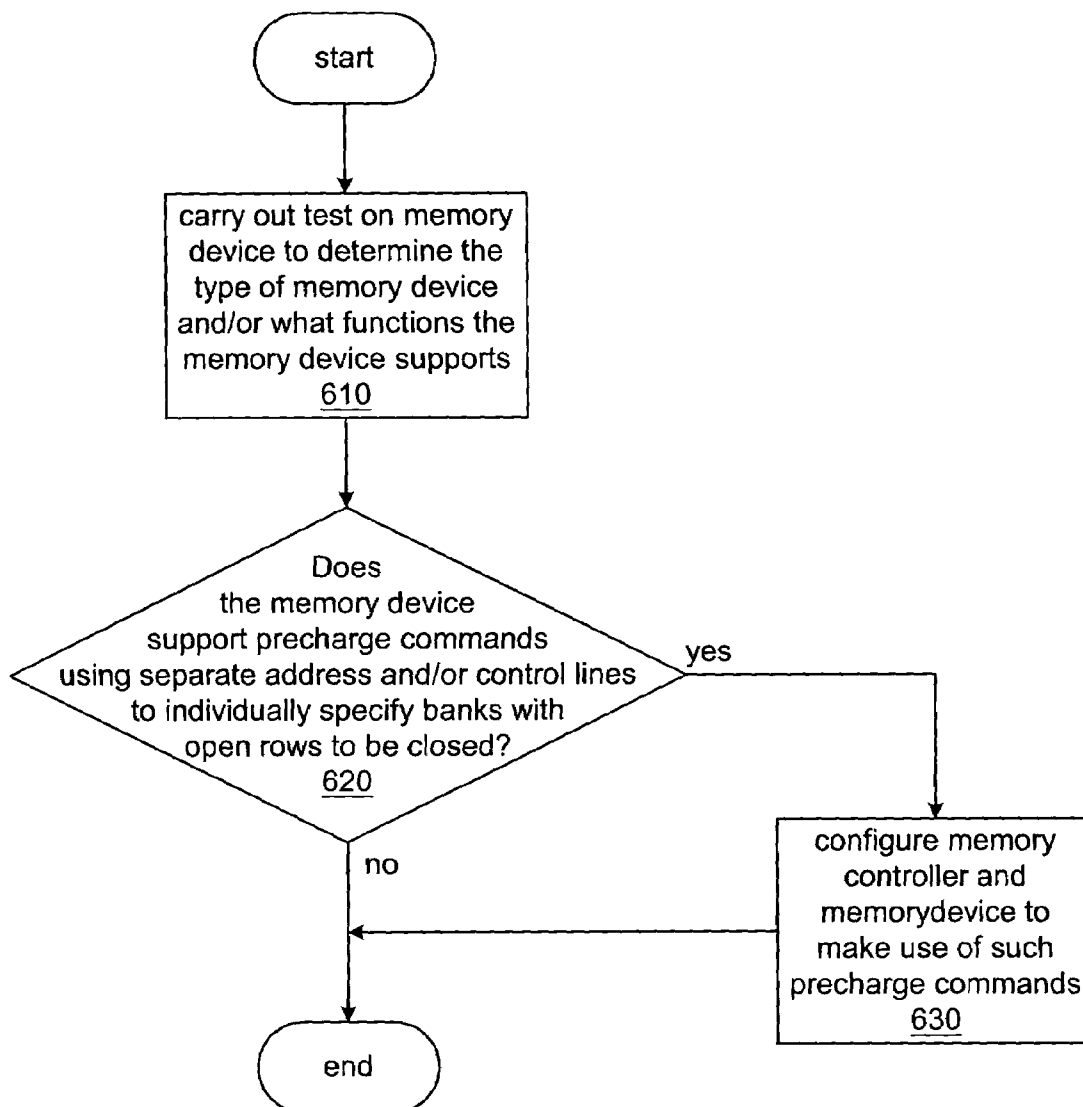 start
carry out test on memory
device to determine the
type of memory device
and/or what functions the
memory device supports
610
Does
the memory device
support precharge commands
using separate address and/or control lines
to individually specify banks with
open rows to be closed?
620
yes
no
configure memory
controller and
memorydevice to
make use of such
precharge commands
630
end